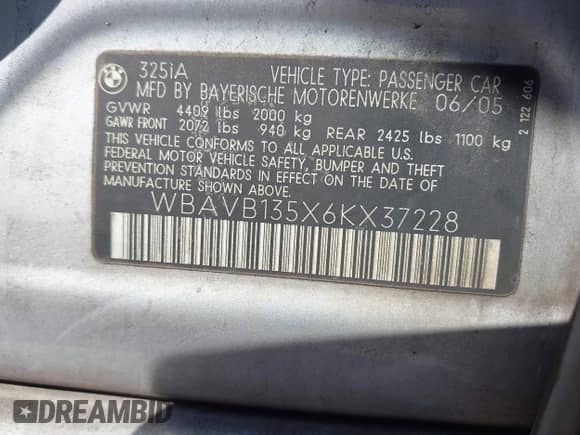 325iA VEHICLE TYPE: PASSENGER CAR
MFD BY BAYERISCHE MOTORENWERKE 06/05
GVWR 4409 lbs 2000 kg
GAWR FRONT 2072 lbs 940 kg REAR 2425 lbs 1100 kg
THIS VEHICLE CONFORMS TO ALL APPLICABLE U.S.
FEDERAL MOTOR VEHICLE SAFETY, BUMPER AND THEFT
PREVENTION STANDARDS IN EFFECT ON THE DATE OF
MANUFACTURE SHOWN ABOVE.
WBAVB135X6KX37228
2 122 606
DREAMBID